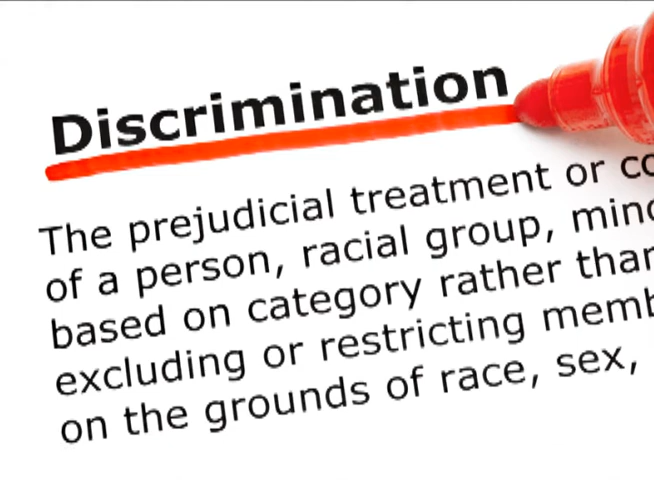 Discrimination
The prejudicial treatment or
of a person, racial group,
based on category rather
excluding or restricting
on the grounds of race, sex,